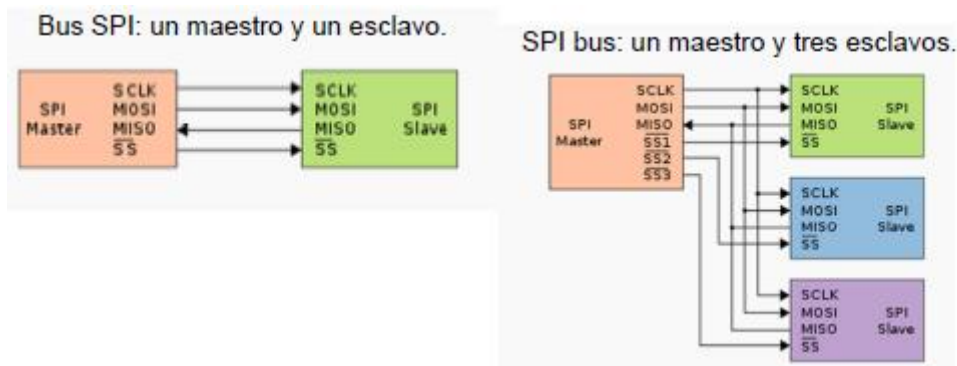 Bus SPI: un maestro y un esclavo.
SPI Master
SCLK
MOSI
MISO
SS
SCLK
MOSI
MISO
SS
SPI Slave
SPI bus: un maestro y tres esclavos.
SPI Master
SCLK
MOSI
MISO
SS1
SS2
SS3
SCLK
MOSI
MISO
SS
SPI Slave
SCLK
MOSI
MISO
SS
SPI Slave
SCLK
MOSI
MISO
SS
SPI Slave